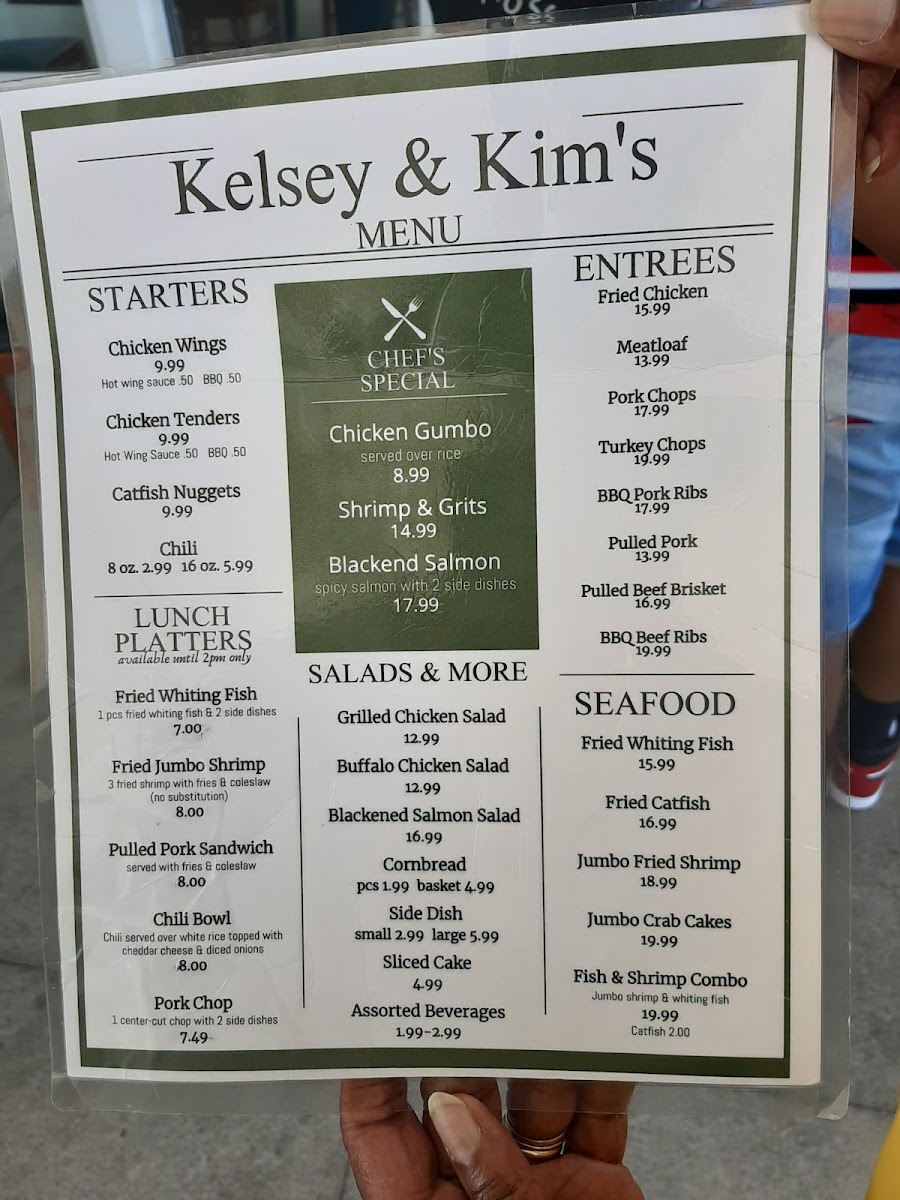 Kelsey & Kim's
MENU
STARTERS
Chicken Wings
9.99
Hot wing sauce .50 BBQ .50
Chicken Tenders
9.99
Hot Wing Sauce .50 BBQ .50
Catfish Nuggets
9.99
Chili
8 oz. 2.99 16 oz. 5.99
LUNCH
PLATTERS
available until 2pm only
Fried Whiting Fish
1 pcs fried whiting fish & 2 side dishes
7.00
Fried Jumbo Shrimp
3 fried shrimp with fries & coleslaw
(no substitution)
8.00
Pulled Pork Sandwich
served with fries & coleslaw
8.00
Chili Bowl
Chili served over white rice topped with
cheddar cheese & diced onions
8.00
Pork Chop
1 center-cut chop with 2 side dishes
7.49
CHEF'S
SPECIAL
Chicken Gumbo
served over rice
8.99
Shrimp & Grits
14.99
Blackend Salmon
spicy salmon with 2 side dishes
17.99
SALADS & MORE
Grilled Chicken Salad
12.99
Buffalo Chicken Salad
12.99
Blackened Salmon Salad
16.99
Cornbread
pcs 1.99 basket 4.99
Side Dish
small 2.99 large 5.99
Sliced Cake
4.99
Assorted Beverages
1.99-2.99
ENTREES
Fried Chicken
15.99
Meatloaf
13.99
Pork Chops
17.99
Turkey Chops
19.99
BBQ Pork Ribs
17.99
Pulled Pork
13.99
Pulled Beef Brisket
16.99
BBQ Beef Ribs
19.99
SEAFOOD
Fried Whiting Fish
15.99
Fried Catfish
16.99
Jumbo Fried Shrimp
18.99
Jumbo Crab Cakes
19.99
Fish & Shrimp Combo
Jumbo shrimp & whiting fish
19.99
Catfish 2.00